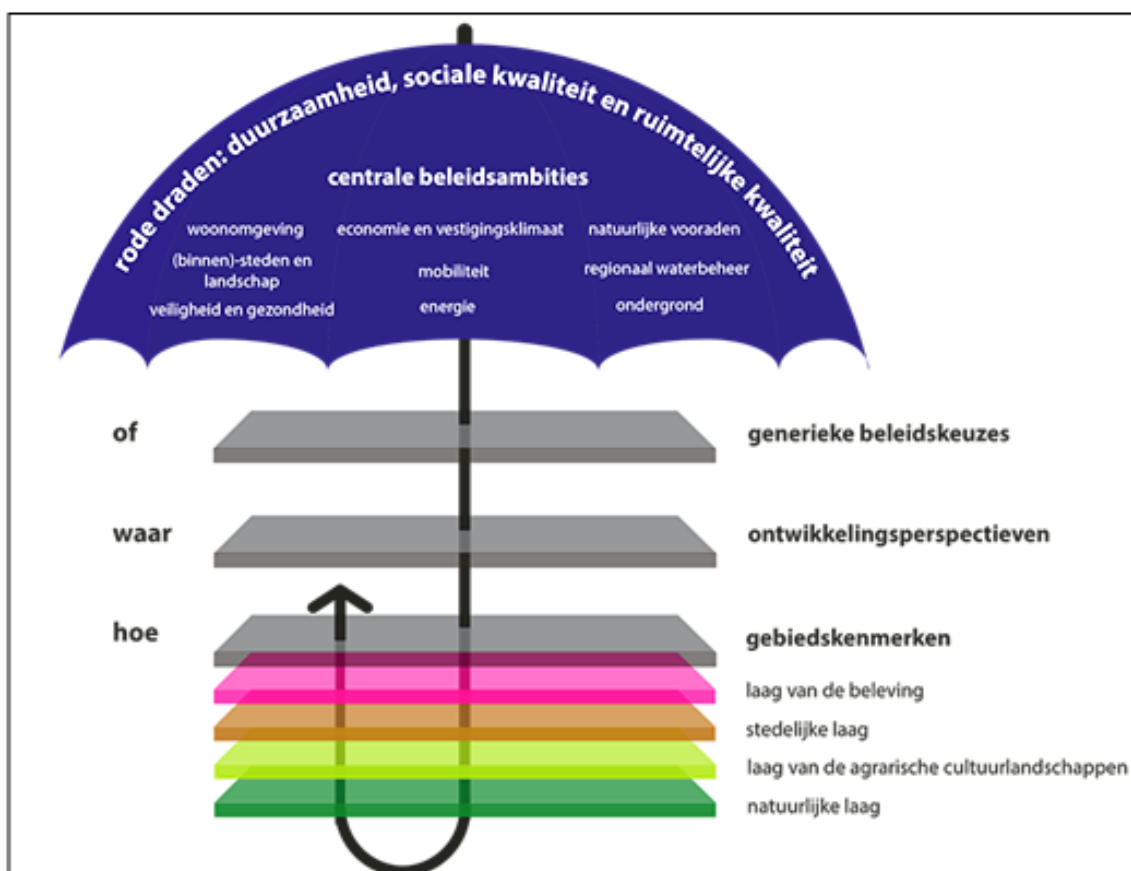 rode draden: duurzaamheid, sociale kwaliteit en ruimtelijke kwaliteit
centrale beleidsambities
woonomgeving
(binnen)-steden en
landschap
veiligheid en gezondheid
economie en vestigingsklimaat
mobiliteit
energie
natuurlijke vooraden
regionaal waterbeheer
ondergrond
of
generieke beleidskeuzes
waar
ontwikkelingsperspectieven
hoe
gebiedskenmerken
laag van de beleving
stedelijke laag
laag van de agrarische cultuurlandschappen
natuurlijke laag